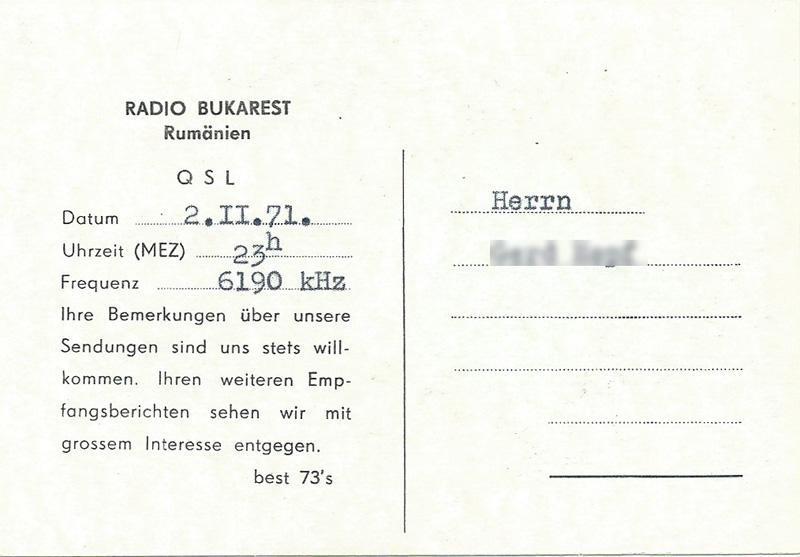 RADIO BUKAREST
Rumänien
Q S L
Datum 2.II.71.
Uhrzeit (MEZ) 23h
Frequenz 6190 kHz
Ihre Bemerkungen über unsere
Sendungen sind uns stets will-
kommen. Ihren weiteren Emp-
fangsberichten sehen wir mit
grossem Interesse entgegen.
best 73's
Herrn